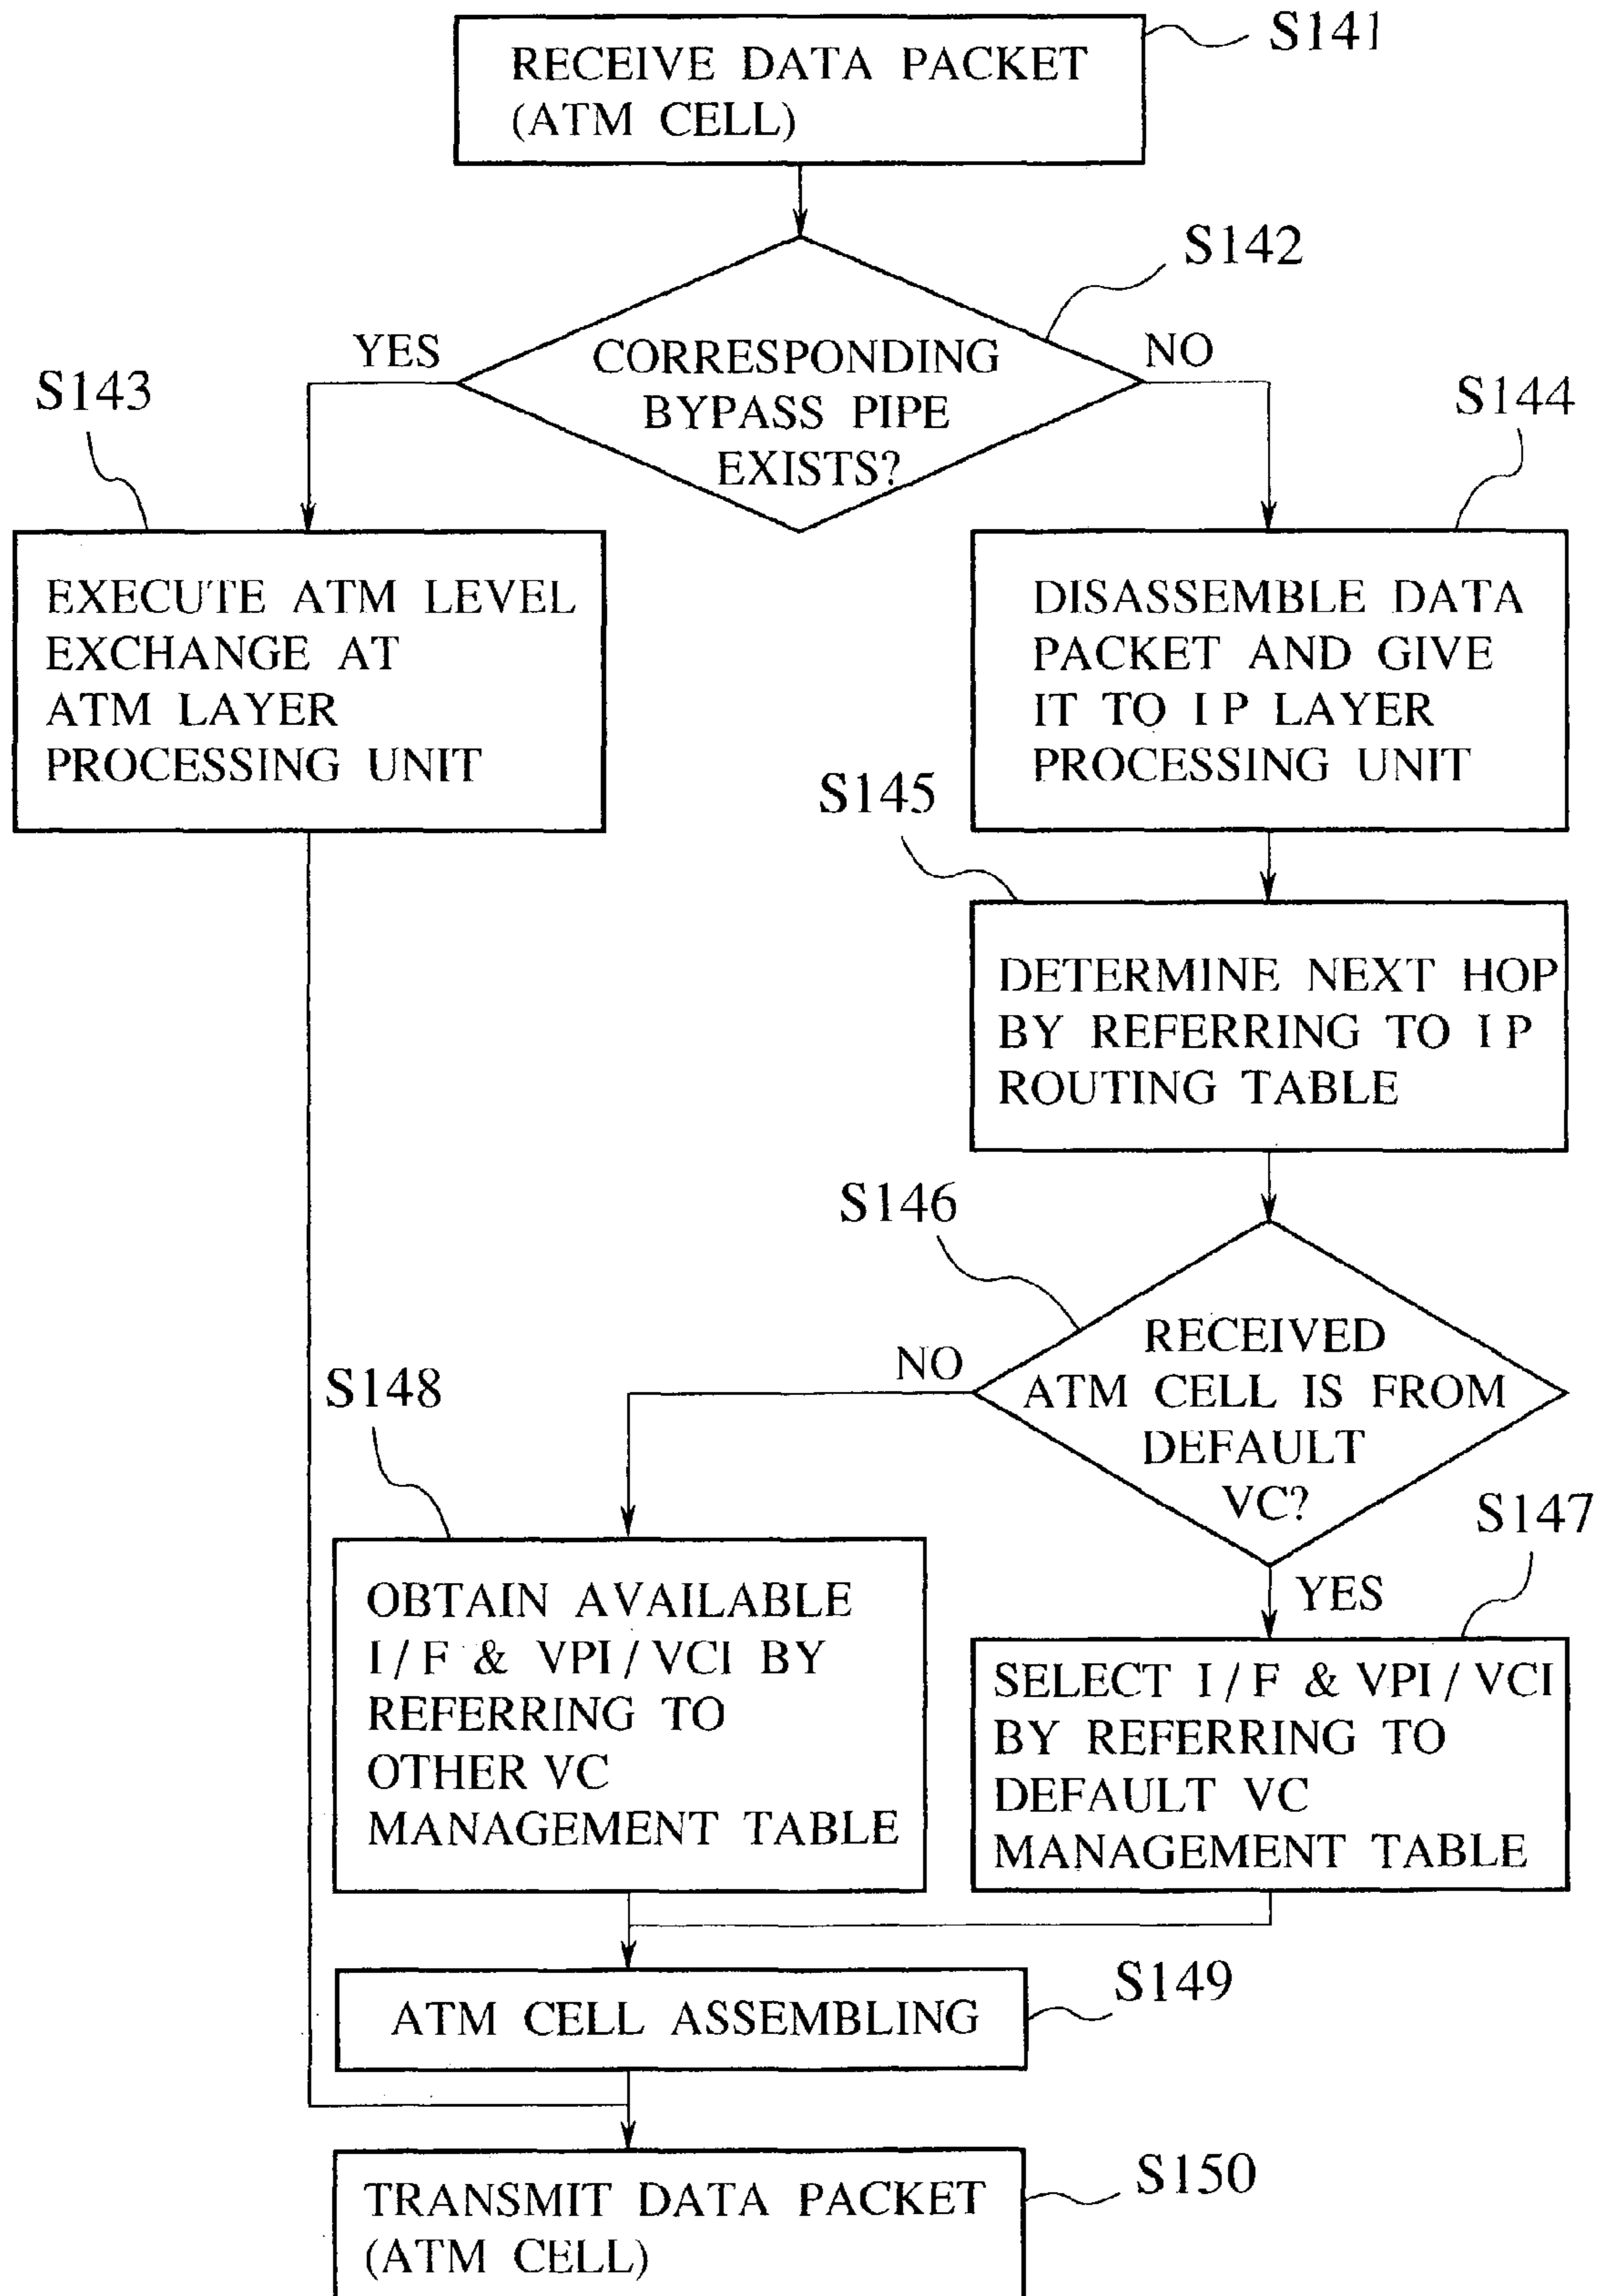 S141
RECEIVE DATA PACKET
(ATM CELL)
S142
YES
NO
CORRESPONDING
BYPASS PIPE
EXISTS?
S143
S144
EXECUTE ATM LEVEL
EXCHANGE AT
ATM LAYER
PROCESSING UNIT
DISASSEMBLE DATA
PACKET AND GIVE
IT TO IP LAYER
PROCESSING UNIT
S145
DETERMINE NEXT HOP
BY REFERRING TO IP
ROUTING TABLE
S146
NO
RECEIVED
ATM CELL IS FROM
DEFAULT
VC?
S148
S147
YES
OBTAIN AVAILABLE
I/F & VPI/VCI BY
REFERRING TO
OTHER VC
MANAGEMENT TABLE
SELECT I/F & VPI/VCI
BY REFERRING TO
DEFAULT VC
MANAGEMENT TABLE
S149
ATM CELL ASSEMBLING
S150
TRANSMIT DATA PACKET
(ATM CELL)